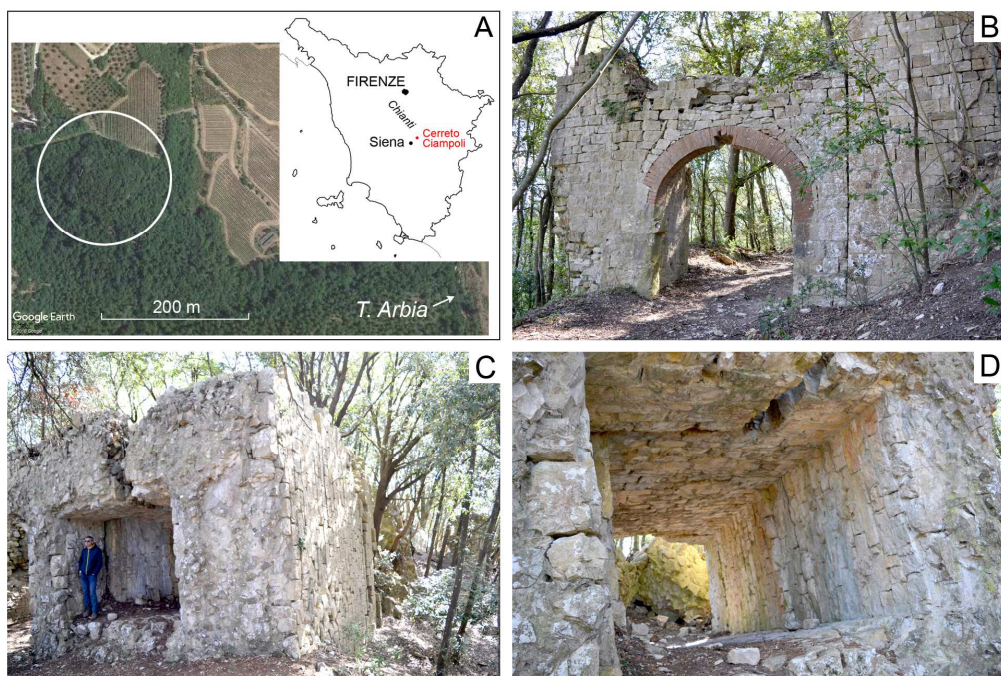 A
FIRENZE
Chianti
Siena
Cerreto
Ciampoli
200 m
T. Arbia
Google Earth
B
C
D